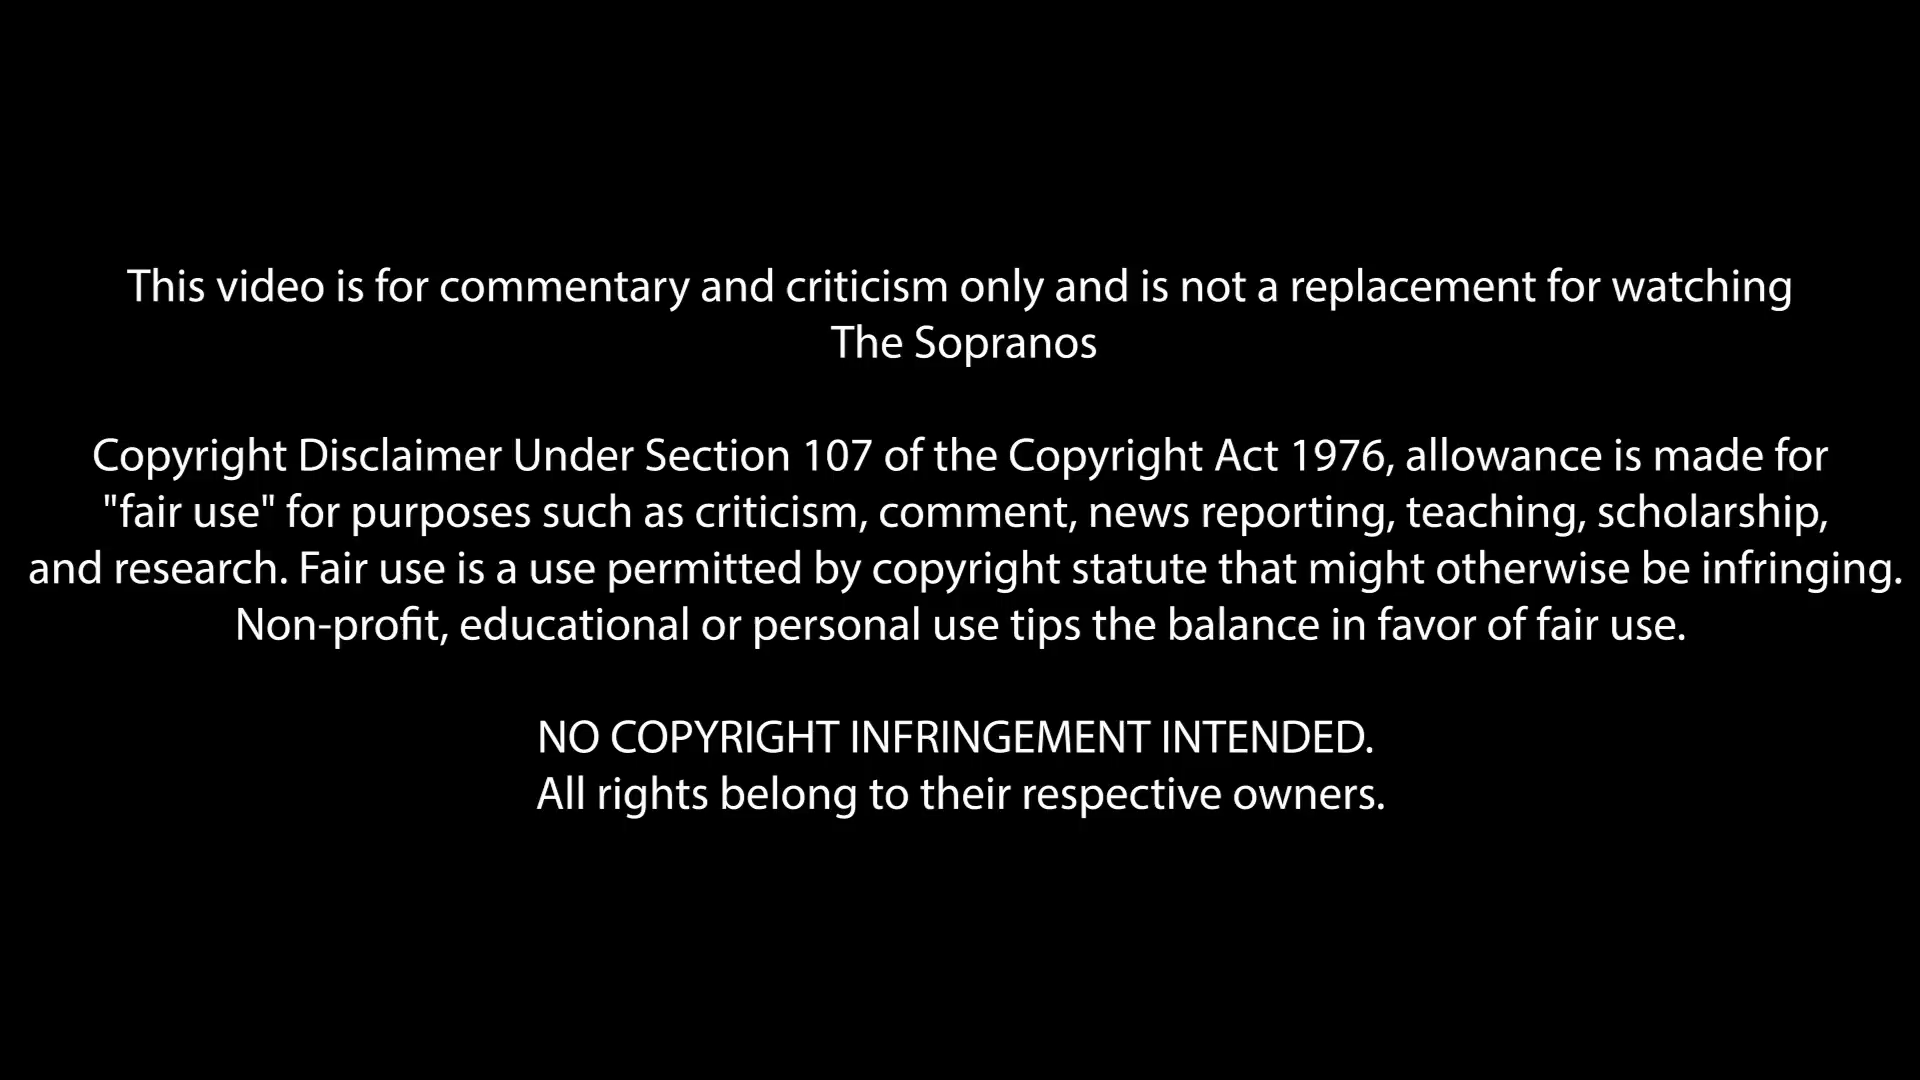 This video is for commentary and criticism only and is not a replacement for watching
The Sopranos
Copyright Disclaimer Under Section 107 of the Copyright Act 1976, allowance is made for
"fair use" for purposes such as criticism, comment, news reporting, teaching, scholarship,
and research. Fair use is a use permitted by copyright statute that might otherwise be infringing.
Non-profit, educational or personal use tips the balance in favor of fair use.
NO COPYRIGHT INFRINGEMENT INTENDED.
All rights belong to their respective owners.